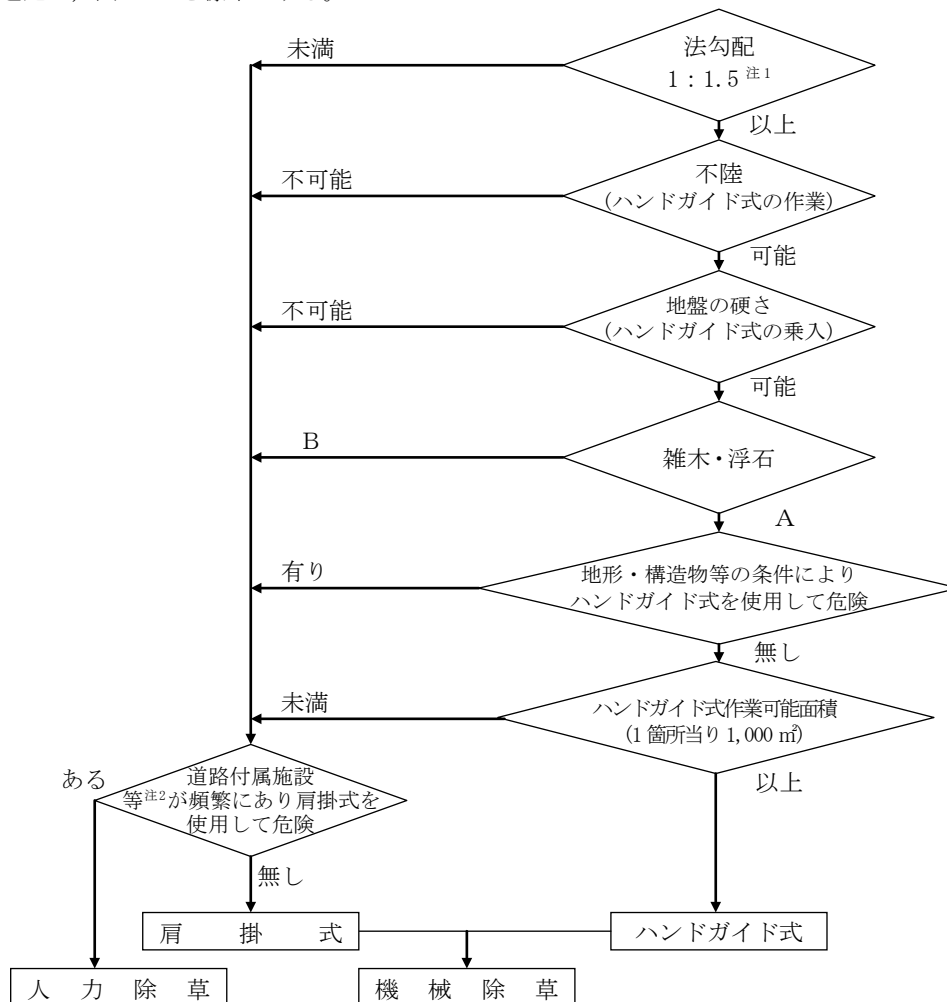 未満
法勾配
1：1.5 注1
以上
不可能
不陸
(ハンドガイド式の作業)
可能
不可能
地盤の硬さ
(ハンドガイド式の乗入)
可能
B
雑木・浮石
A
有り
地形・構造物等の条件により
ハンドガイド式を使用して危険
無し
未満
ハンドガイド式作業可能面積
(1箇所当り1,000㎡)
以上
ある
道路付属施設
等注2が頻繁にあり肩掛式を
使用して危険
無し
肩掛式
ハンドガイド式
人力除草
機械除草